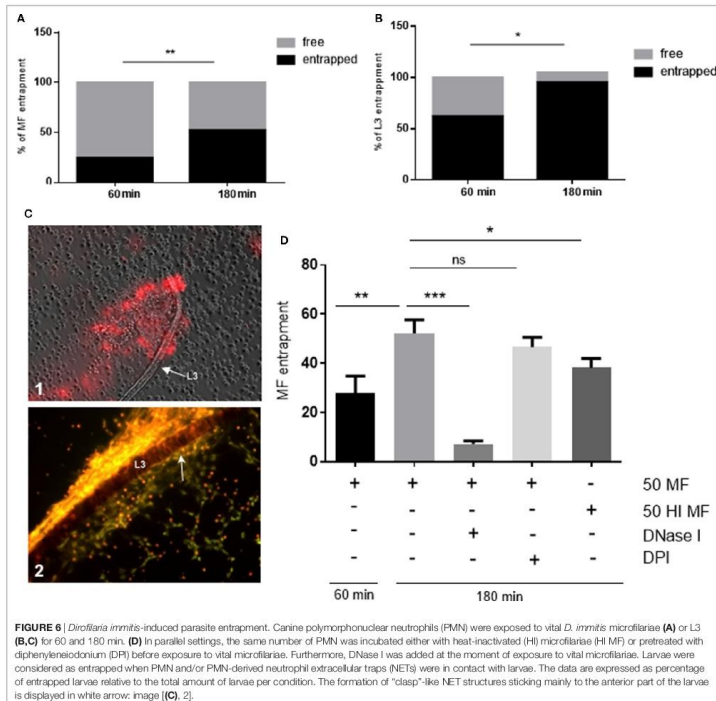 A
free
entrapped
**
% of MF entrapment
150
100
50
0
60 min
180 min
B
free
entrapped
*
% of L3 entrappment
150
100
50
0
60 min
180 min
C
L3
1
L3
2
D
*
ns
** ***
MF entrapment
80
60
40
20
0
+ + + + - 50 MF
- - - - + 50 HI MF
- - + - - DNase I
- - - + - DPI
60 min 180 min
FIGURE 6 | Dirofilaria immitis-induced parasite entrapment. Canine polymorphonuclear neutrophils (PMN) were exposed to vital D. immitis microfilariae (A) or L3
(B,C) for 60 and 180 min. (D) In parallel settings, the same number of PMN was incubated either with heat-inactivated (HI) microfilariae (HI MF) or pretreated with
diphenyleneiodonium (DPI) before exposure to vital microfilariae. Furthermore, DNase I was added at the moment of exposure to vital microfilariae. Larvae were
considered as entrapped when PMN and/or PMN-derived neutrophil extracellular traps (NETs) were in contact with larvae. The data are expressed as percentage
of entrapped larvae relative to the total amount of larvae per condition. The formation of "clasp"-like NET structures sticking mainly to the anterior part of the larvae
is displayed in white arrow: image [(C), 2].